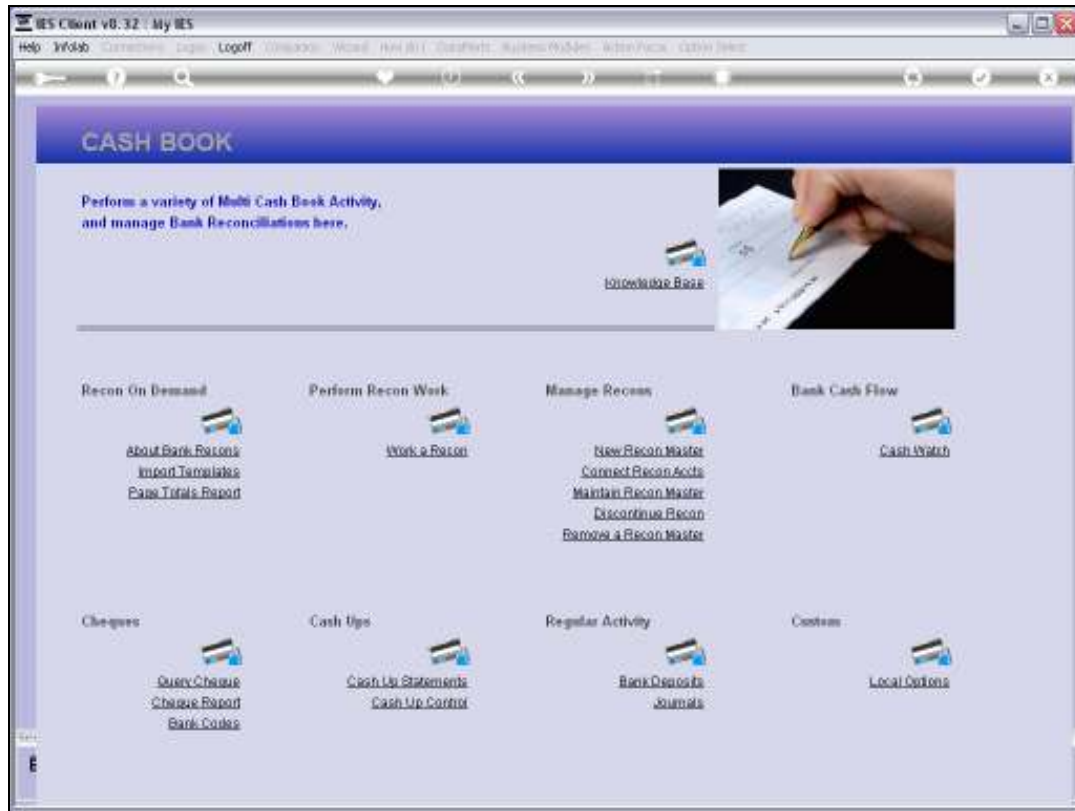 IES Client v8.32 : My IES
Help Infolab Logoff
CASH BOOK
Perform a variety of Multi Cash Book Activity,
and manage Bank Reconciliations here.
Knowledge Base
Recon On Demand
About Bank Recons
Import Templates
Page Totals Report
Perform Recon Work
Work a Recon
Manage Recons
New Recon Master
Connect Recon Accts
Maintain Recon Master
Discontinue Recon
Remove a Recon Master
Bank Cash Flow
Cash Watch
Cheques
Query Cheque
Cheque Report
Bank Codes
Cash Ups
Cash Up Statements
Cash Up Control
Regular Activity
Bank Deposits
Journals
Custom
Local Options